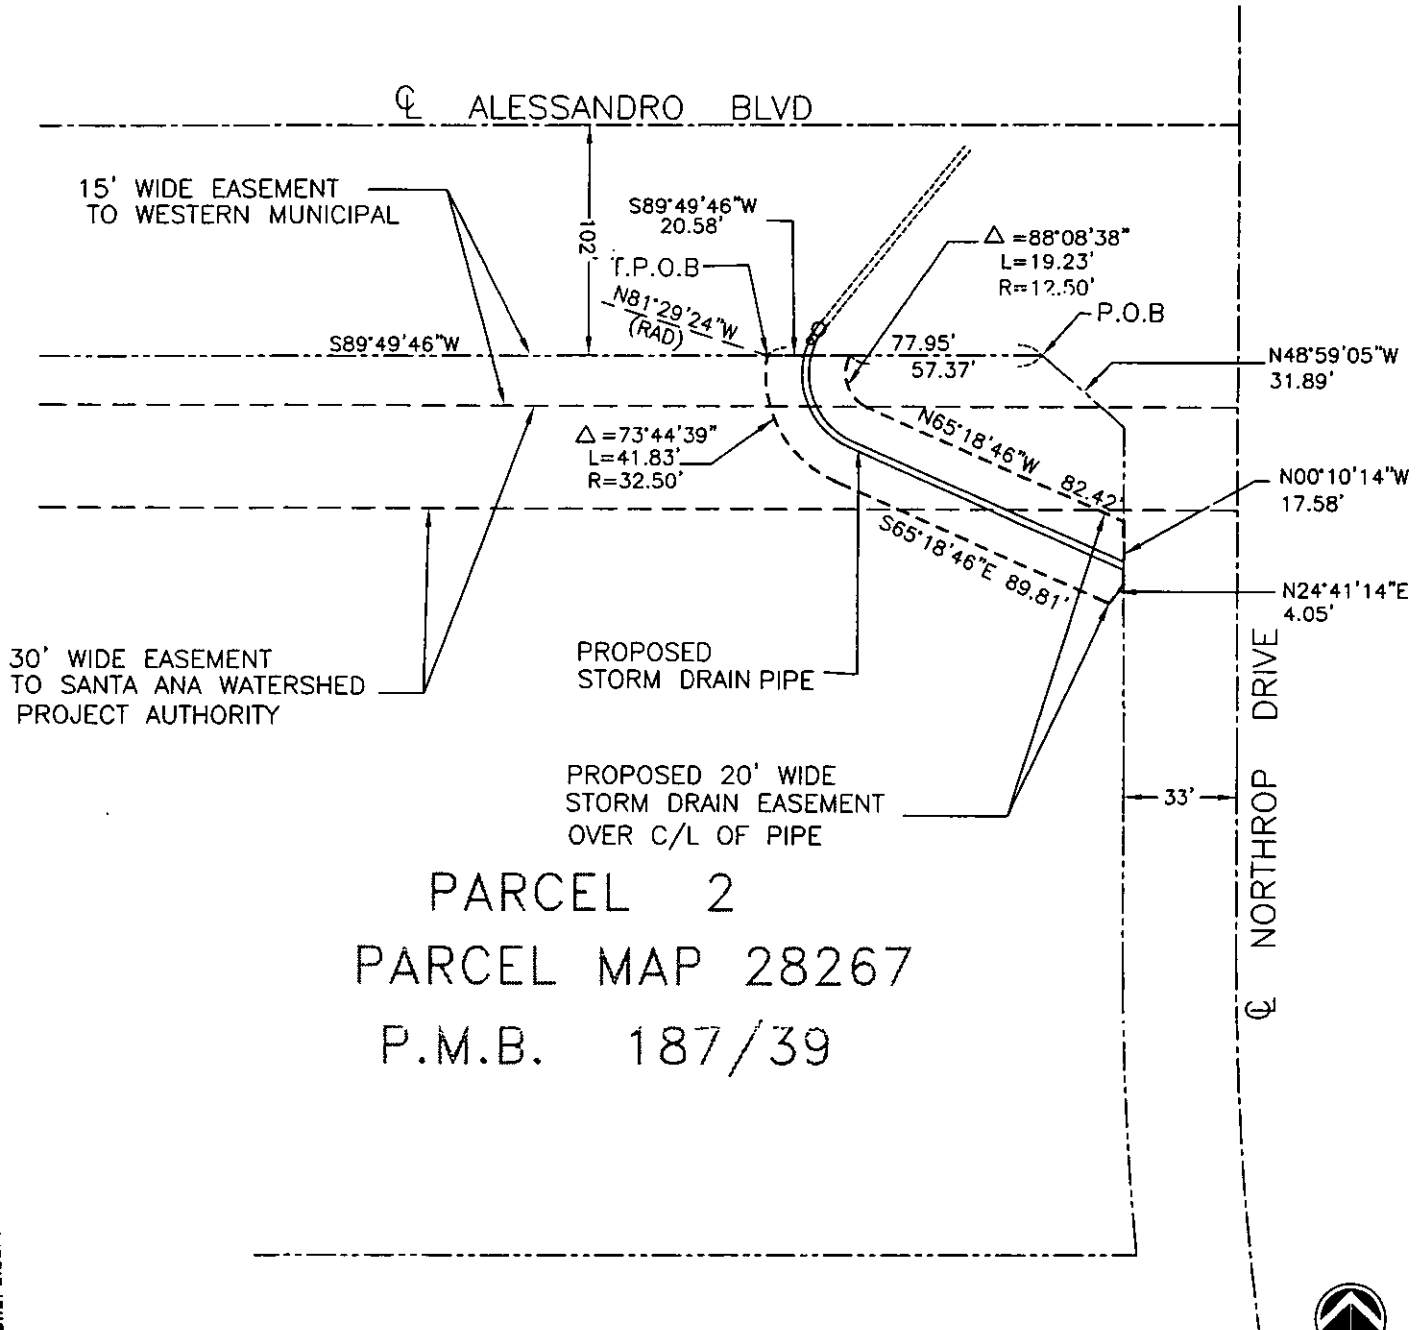 ℄ ALESSANDRO BLVD
15' WIDE EASEMENT
TO WESTERN MUNICIPAL
102'
S89°49'46"W
20.58'
T.P.O.B
N81°29'24"W
(RAD)
△=88°08'38"
L=19.23'
R=12.50'
P.O.B
S89°49'46"W
77.95'
57.37'
N48°59'05"W
31.89'
△=73°44'39"
L=41.83'
R=32.50'
N65°18'46"W 82.42'
S65°18'46"E 89.81'
N00°10'14"W
17.58'
N24°41'14"E
4.05'
30' WIDE EASEMENT
TO SANTA ANA WATERSHED
PROJECT AUTHORITY
PROPOSED
STORM DRAIN PIPE
PROPOSED 20' WIDE
STORM DRAIN EASEMENT
OVER C/L OF PIPE
33'
℄ NORTHROP DRIVE
PARCEL 2
PARCEL MAP 28267
P.M.B. 187/39